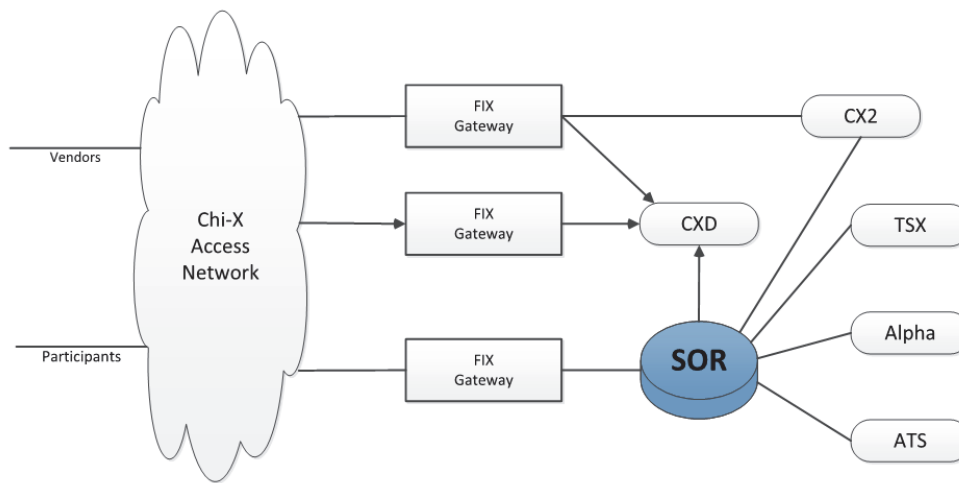 Vendors
Participants
Chi-X
Access
Network
FIX
Gateway
FIX
Gateway
FIX
Gateway
CX2
CXD
TSX
SOR
Alpha
ATS